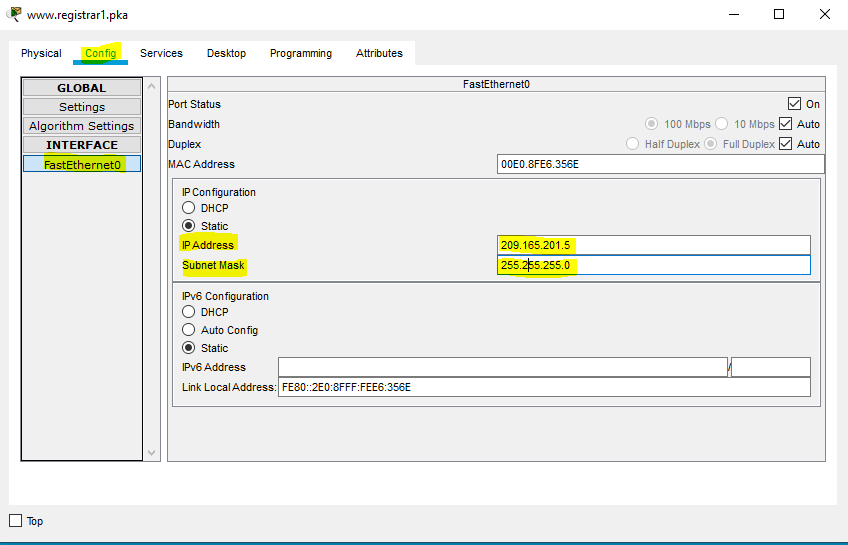 www.registrar1.pka
Physical Config Services Desktop Programming Attributes
GLOBAL
Settings
Algorithm Settings
INTERFACE
FastEthernet0
FastEthernet0
Port Status On
Bandwidth 100 Mbps 10 Mbps Auto
Duplex Half Duplex Full Duplex Auto
MAC Address 00E0.8FE6.356E
IP Configuration
DHCP
Static
IP Address 209.165.201.5
Subnet Mask 255.255.255.0
IPv6 Configuration
DHCP
Auto Config
Static
IPv6 Address /
Link Local Address: FE80::2E0:8FFF:FEE6:356E
Top